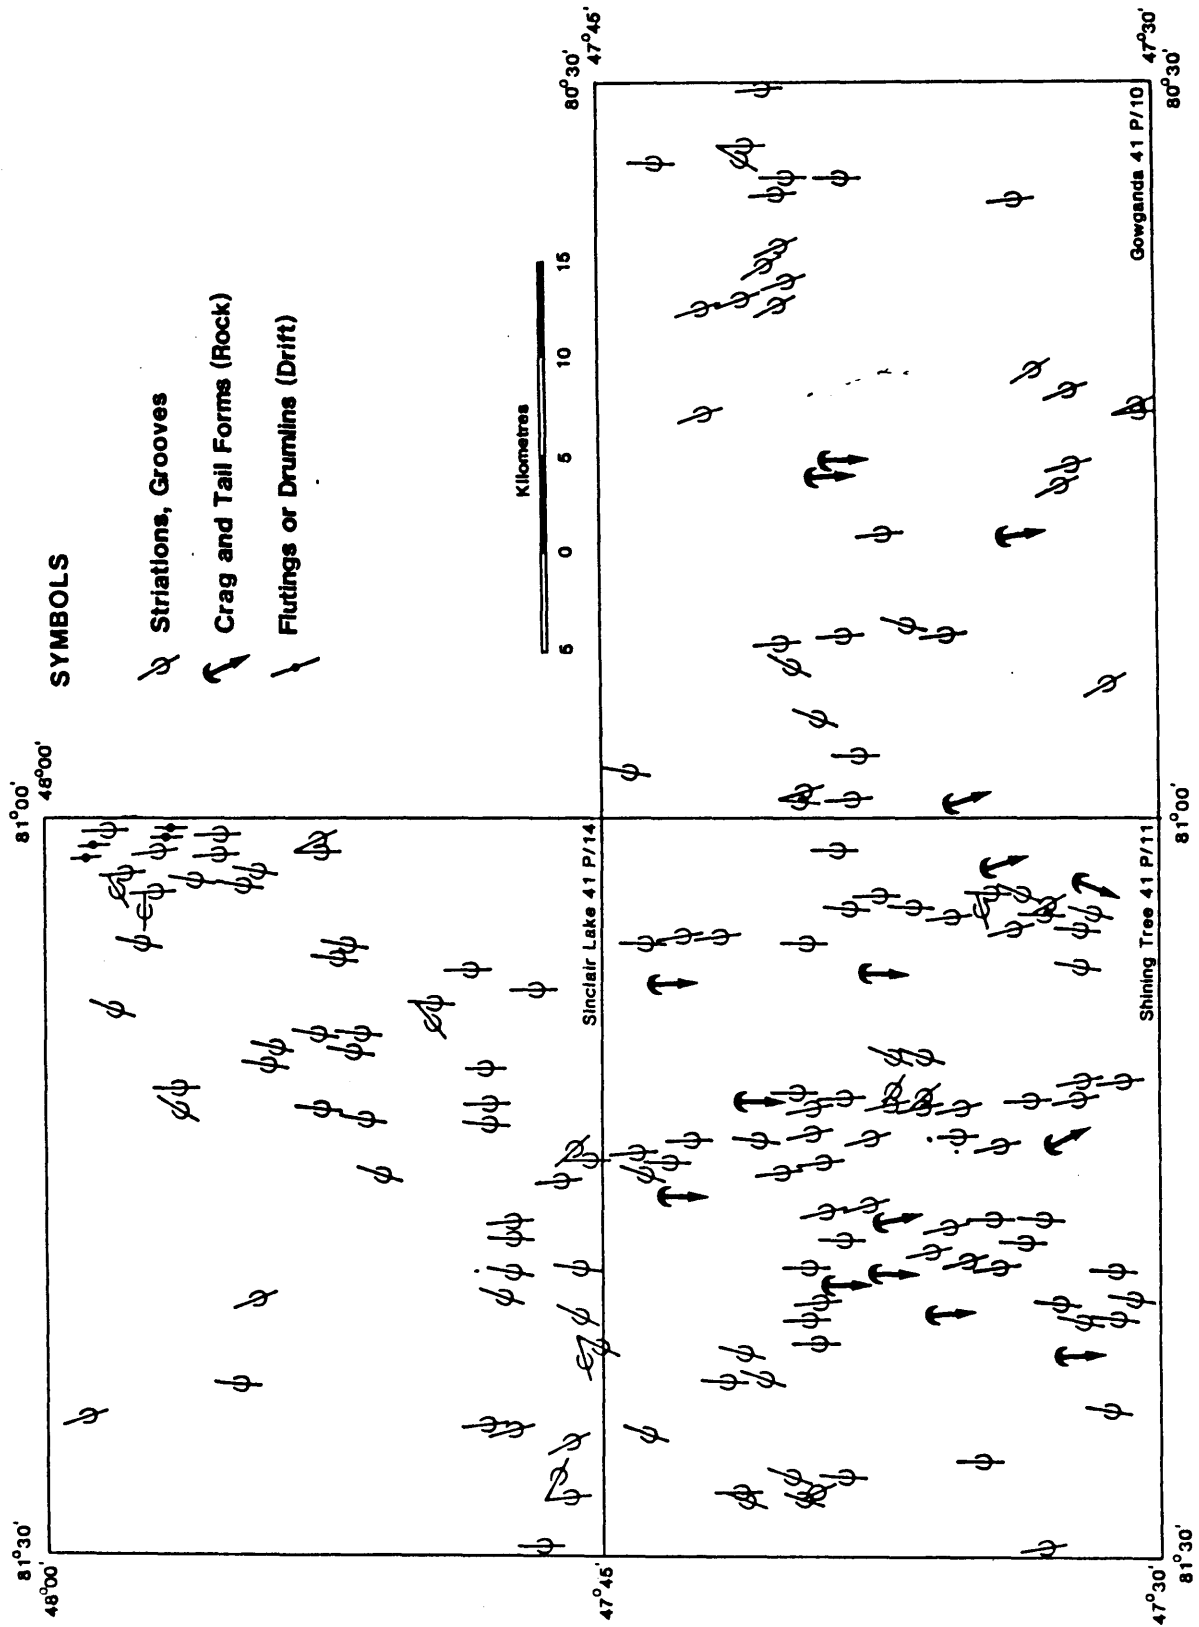 SYMBOLS
Striations, Grooves
Crag and Tail Forms (Rock)
Flutings or Drumlins (Drift)
Kilometres
5 0 5 10 15
81°30'
81°00'
48°00'
48°00'
80°30'
47°45'
47°45'
Sinclair Lake 41 P/14
Shining Tree 41 P/11
Gowganda 41 P/10
47°30'
47°30'
81°30'
81°00'
80°30'